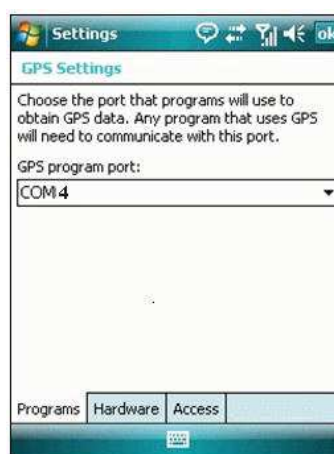 Settings
ok
GPS Settings
Choose the port that programs will use to
obtain GPS data. Any program that uses GPS
will need to communicate with this port.
GPS program port:
COM4
Programs Hardware Access